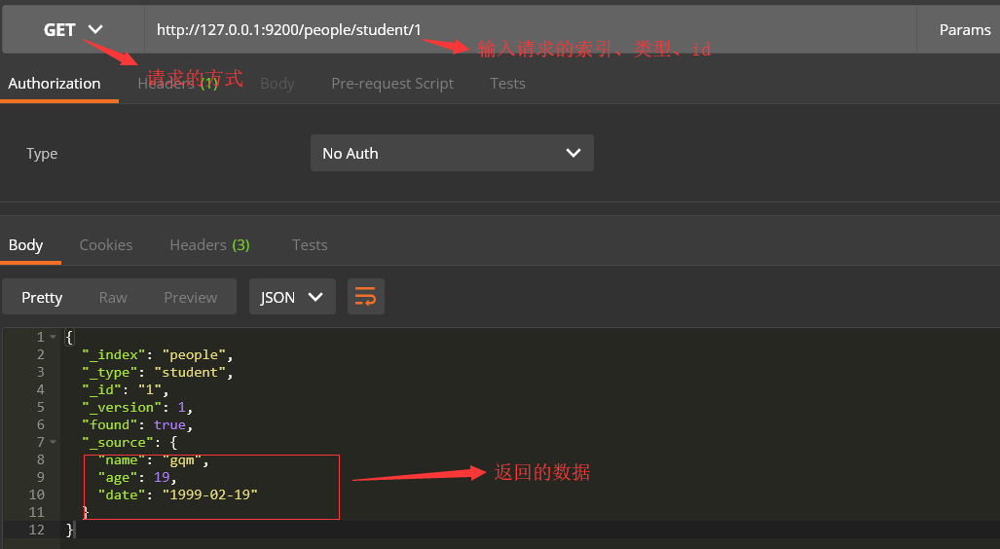 GET http://127.0.0.1:9200/people/student/1 Params
输入请求的索引、类型、id
请求的方式
Authorization Headers (1) Body Pre-request Script Tests
Type No Auth
Body Cookies Headers (3) Tests
Pretty Raw Preview JSON
1 {
2 "_index": "people",
3 "_type": "student",
4 "_id": "1",
5 "_version": 1,
6 "found": true,
7 "_source": {
8 "name": "gqm",
9 "age": 19,
返回的数据
10 "date": "1999-02-19"
11 }
12 }